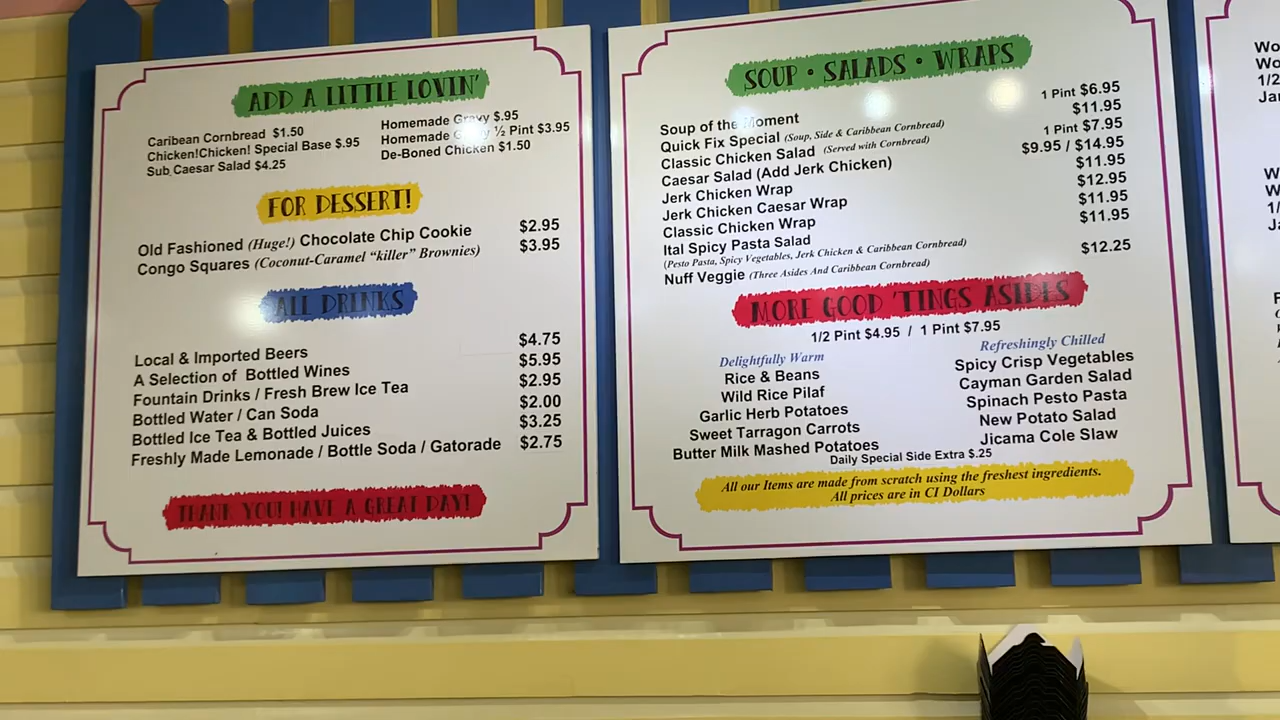 ADD A LITTLE LOVIN'
Caribean Cornbread $1.50
Chicken!Chicken! Special Base $.95
Sub Caesar Salad $4.25
Homemade Gravy $.95
Homemade Gravy ½ Pint $3.95
De-Boned Chicken $1.50
FOR DESSERT!
Old Fashioned (Huge!) Chocolate Chip Cookie $2.95
Congo Squares (Coconut-Caramel "killer" Brownies) $3.95
ALL DRINKS
Local & Imported Beers $4.75
A Selection of Bottled Wines $5.95
Fountain Drinks / Fresh Brew Ice Tea $2.95
Bottled Water / Can Soda $2.00
Bottled Ice Tea & Bottled Juices $3.25
Freshly Made Lemonade / Bottle Soda / Gatorade $2.75
THANK YOU! HAVE A GREAT DAY!
SOUP • SALADS • WRAPS
Soup of the Moment 1 Pint $6.95
Quick Fix Special (Soup, Side & Caribbean Cornbread) $11.95
Classic Chicken Salad (Served with Cornbread) 1 Pint $7.95
Caesar Salad (Add Jerk Chicken) $9.95 / $14.95
Jerk Chicken Wrap $11.95
Jerk Chicken Caesar Wrap $12.95
Classic Chicken Wrap $11.95
Ital Spicy Pasta Salad $11.95
(Pesto Pasta, Spicy Vegetables, Jerk Chicken & Caribbean Cornbread)
Nuff Veggie (Three Asides And Caribbean Cornbread) $12.25
MORE GOOD 'TINGS ASIDES
1/2 Pint $4.95 / 1 Pint $7.95
Delightfully Warm
Rice & Beans
Wild Rice Pilaf
Garlic Herb Potatoes
Sweet Tarragon Carrots
Butter Milk Mashed Potatoes
Refreshingly Chilled
Spicy Crisp Vegetables
Cayman Garden Salad
Spinach Pesto Pasta
New Potato Salad
Jicama Cole Slaw
Daily Special Side Extra $.25
All our Items are made from scratch using the freshest ingredients.
All prices are in CI Dollars